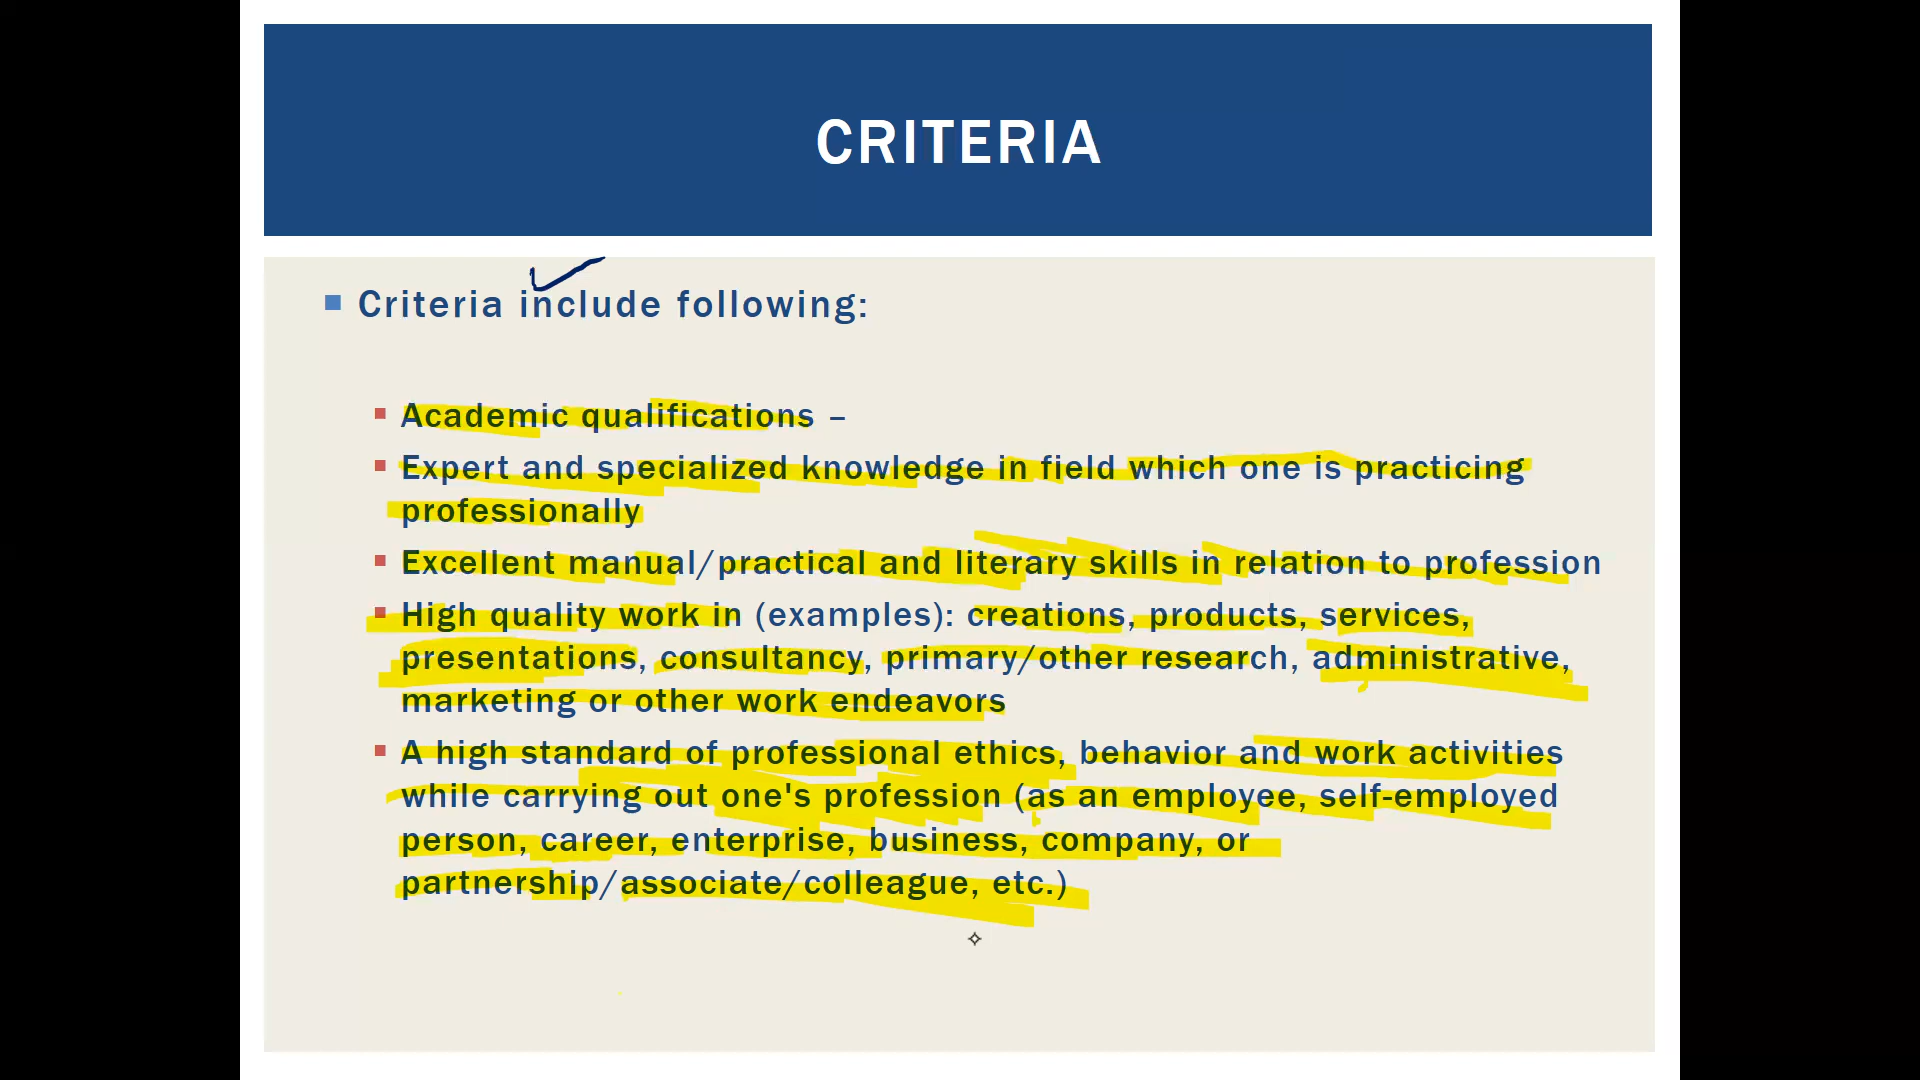 CRITERIA
Criteria include following:
Academic qualifications –
Expert and specialized knowledge in field which one is practicing
professionally
Excellent manual/practical and literary skills in relation to profession
High quality work in (examples): creations, products, services,
presentations, consultancy, primary/other research, administrative,
marketing or other work endeavors
A high standard of professional ethics, behavior and work activities
while carrying out one's profession (as an employee, self-employed
person, career, enterprise, business, company, or
partnership/associate/colleague, etc.)